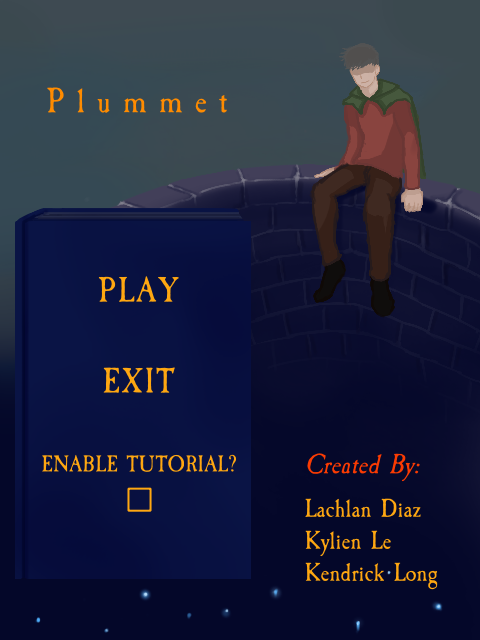 Plummet
PLAY
EXIT
ENABLE TUTORIAL?
Created By:
Lachlan Diaz
Kylien Le
Kendrick Long